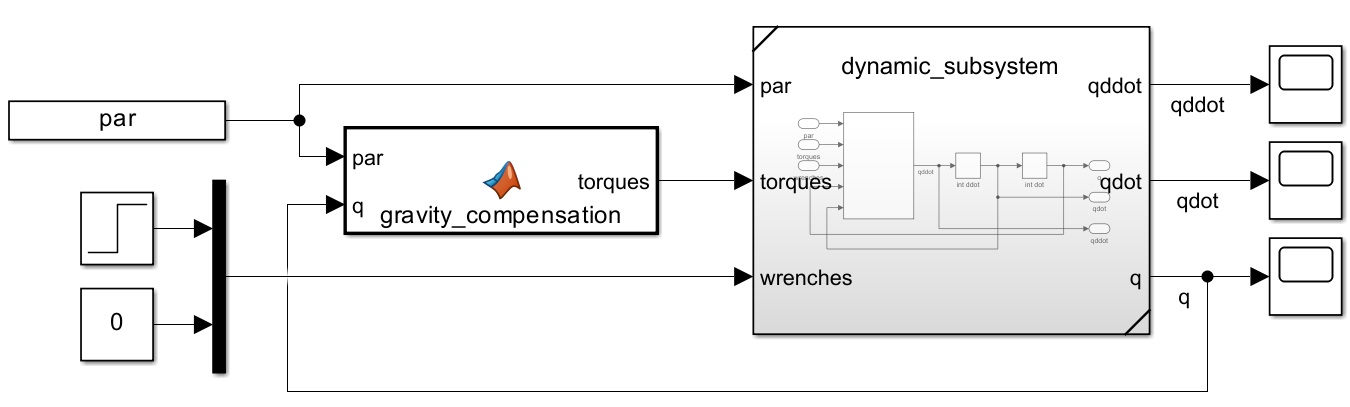 dynamic_subsystem
par
par
qddot
qddot
par
torques
wrenches
qddot
int ddot
int dot
qdot
qddot
par
torques
torques
qdot
qdot
q
gravity_compensation
wrenches
q
q
0